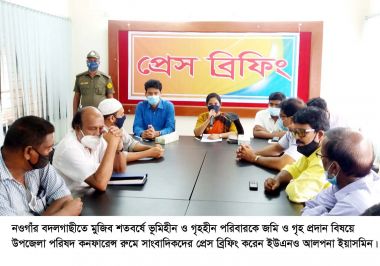 প্রেস ব্রিফিং
নওগাঁর বদলগাছীতে মুজিব শতবর্ষে ভূমিহীন ও গৃহহীন পরিবারকে জমি ও গৃহ প্রদান বিষয়ে
উপজেলা পরিষদ কনফারেন্স রুমে সাংবাদিকদের প্রেস ব্রিফিং করেন ইউএনও আলপনা ইয়াসমিন।